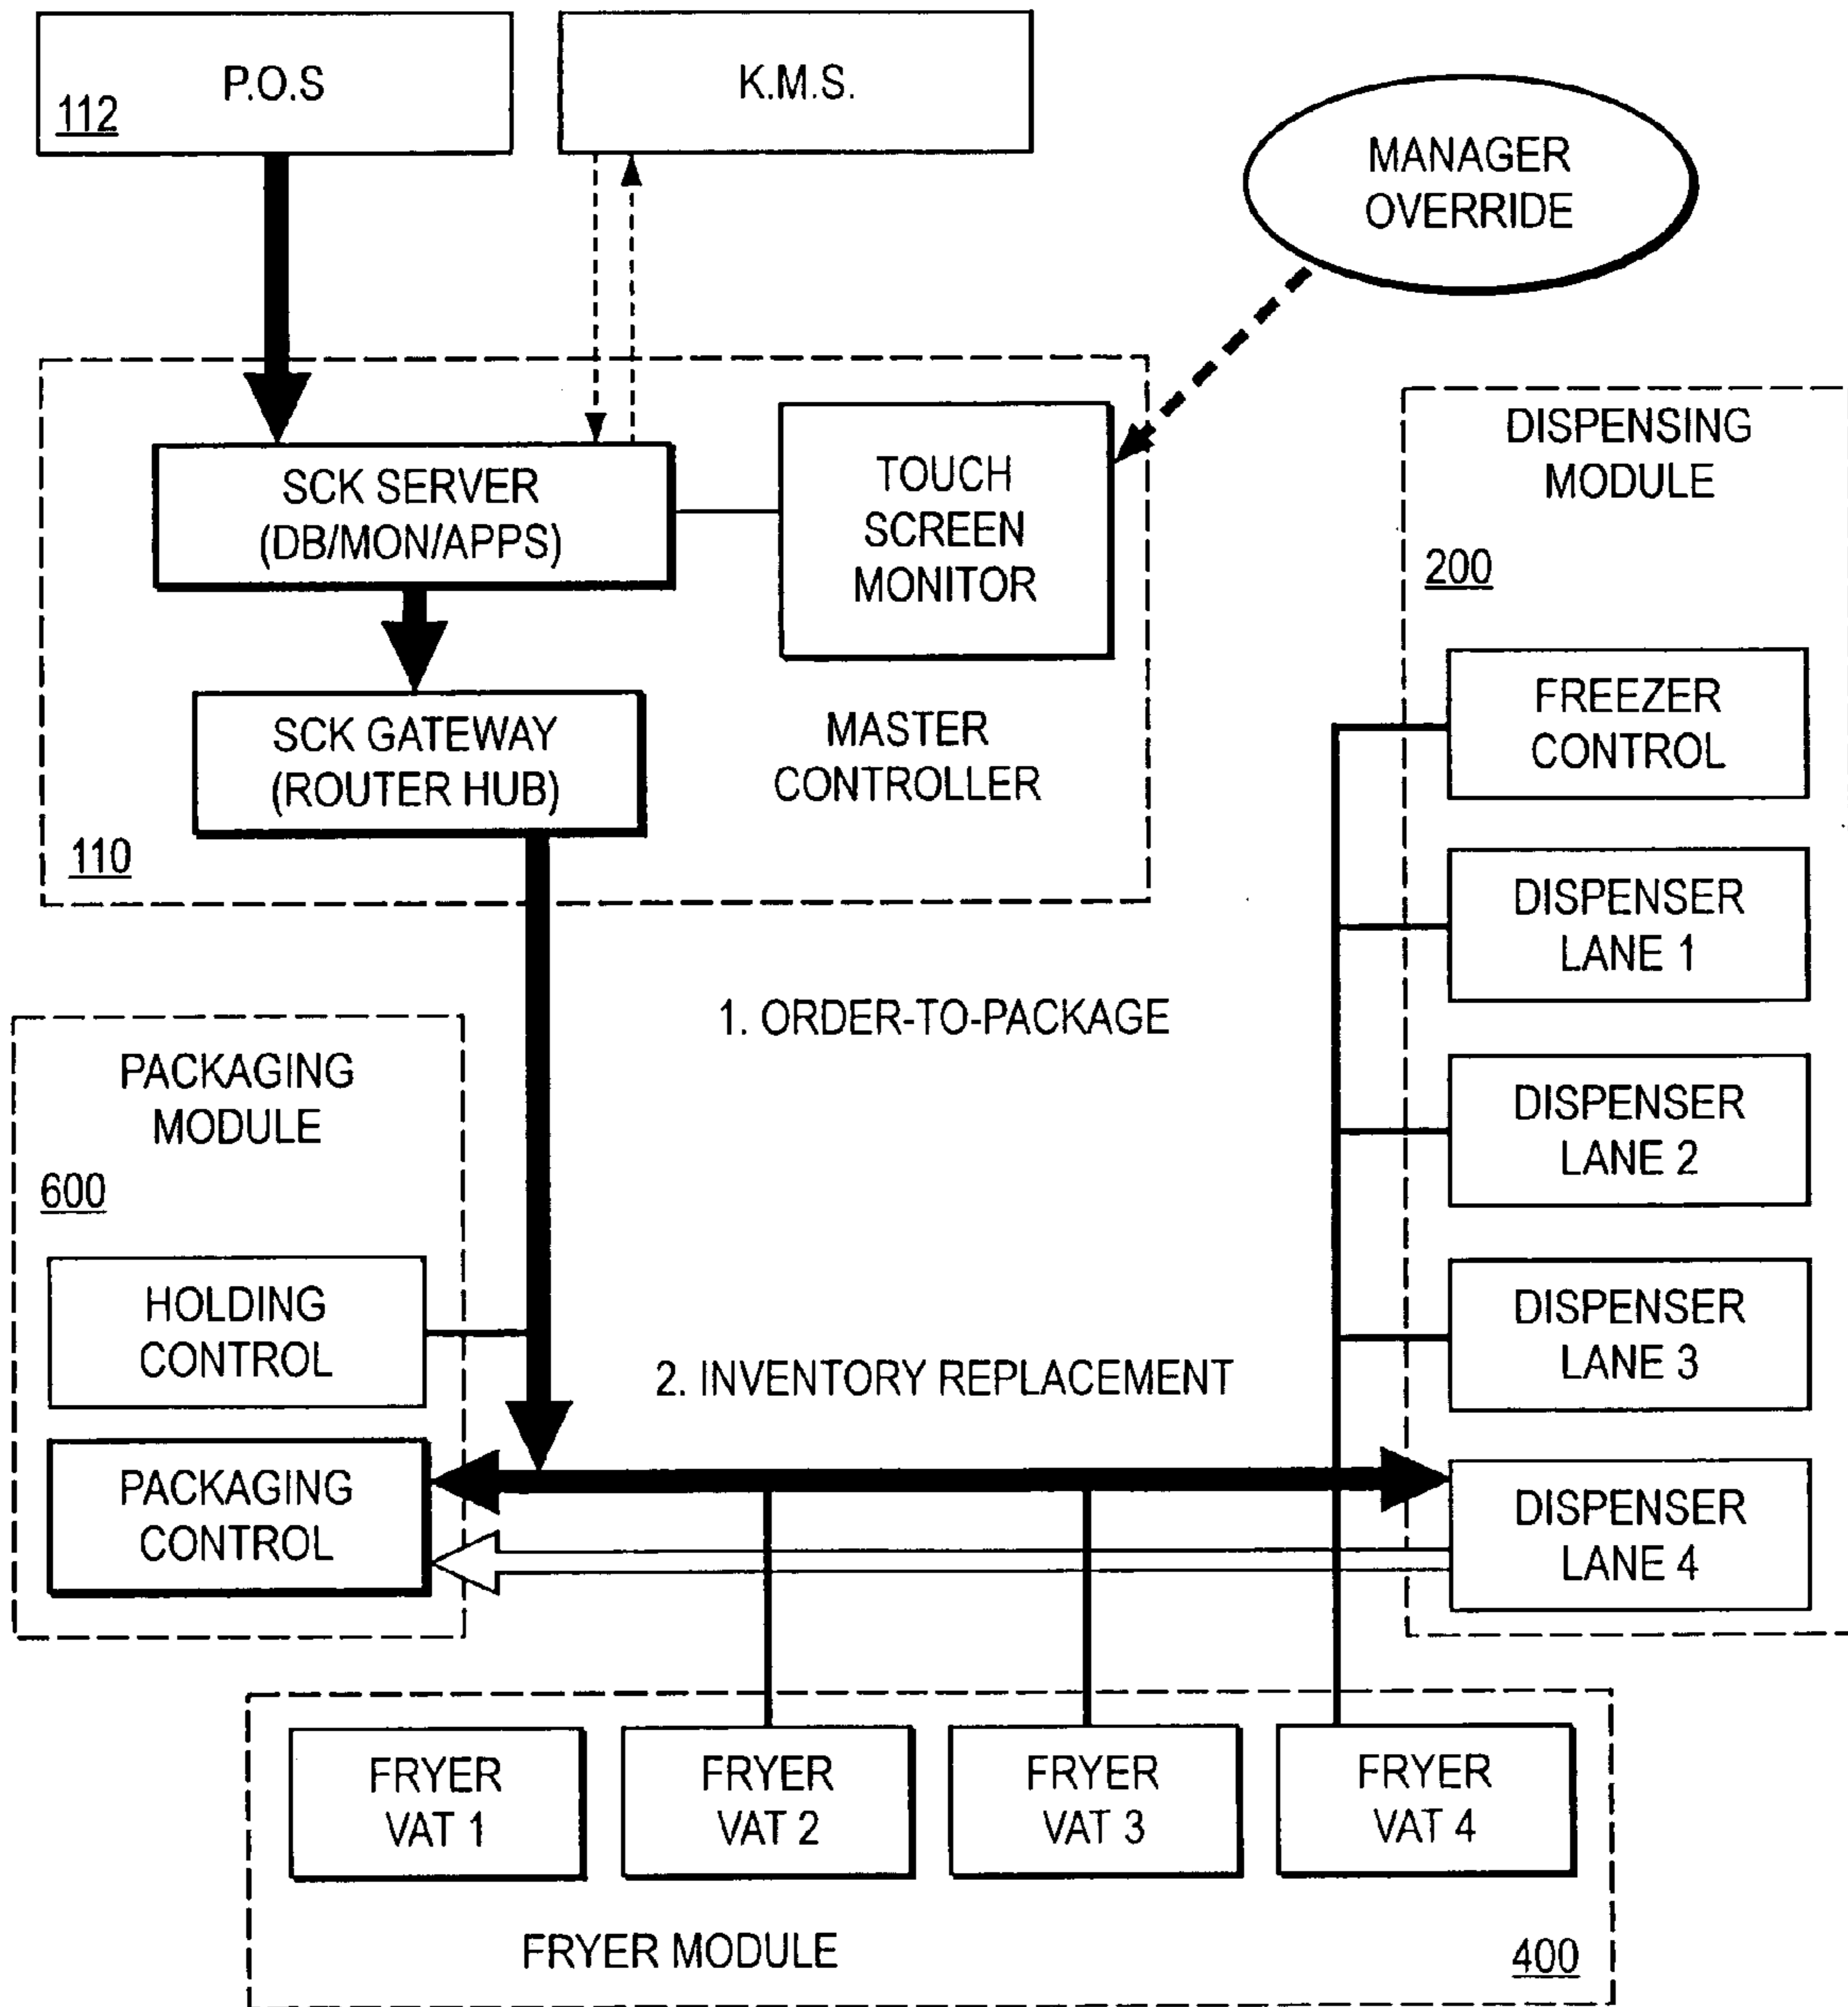 P.O.S
112
K.M.S.
MANAGER
OVERRIDE
SCK SERVER
(DB/MON/APPS)
TOUCH
SCREEN
MONITOR
SCK GATEWAY
(ROUTER HUB)
MASTER
CONTROLLER
110
DISPENSING
MODULE
200
FREEZER
CONTROL
DISPENSER
LANE 1
DISPENSER
LANE 2
DISPENSER
LANE 3
DISPENSER
LANE 4
1. ORDER-TO-PACKAGE
PACKAGING
MODULE
600
HOLDING
CONTROL
2. INVENTORY REPLACEMENT
PACKAGING
CONTROL
FRYER
VAT 1
FRYER
VAT 2
FRYER
VAT 3
FRYER
VAT 4
FRYER MODULE
400